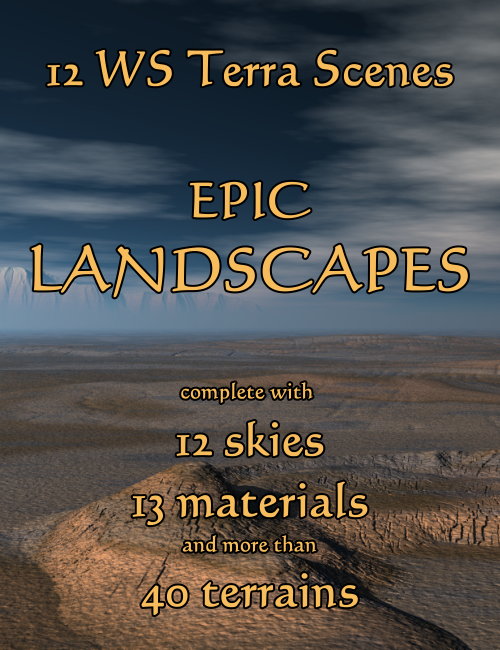 12 WS Terra Scenes
EPIC
LANDSCAPES
complete with
12 skies
13 materials
and more than
40 terrains